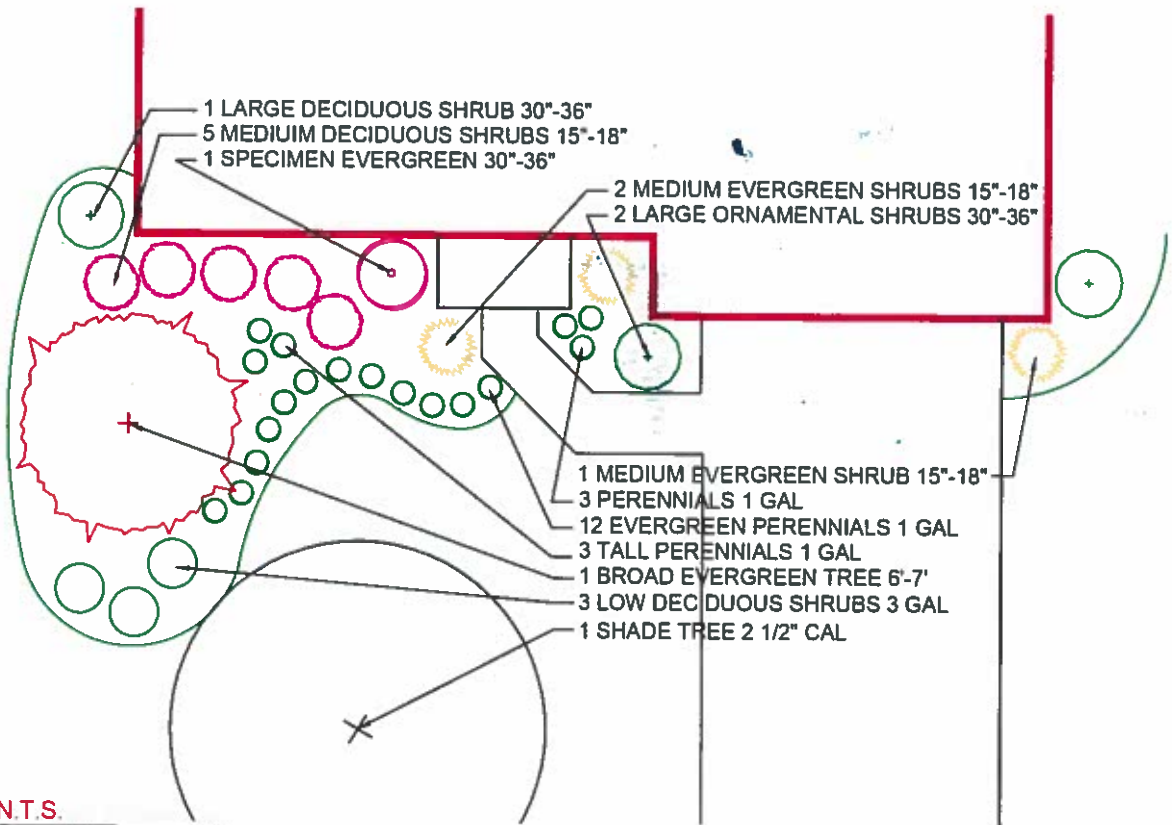 1 LARGE DECIDUOUS SHRUB 30"-36"
5 MEDIUIM DECIDUOUS SHRUBS 15"-18"
1 SPECIMEN EVERGREEN 30"-36"
2 MEDIUM EVERGREEN SHRUBS 15"-18"
2 LARGE ORNAMENTAL SHRUBS 30"-36"
1 MEDIUM EVERGREEN SHRUB 15"-18"
3 PERENNIALS 1 GAL
12 EVERGREEN PERENNIALS 1 GAL
3 TALL PERENNIALS 1 GAL
1 BROAD EVERGREEN TREE 6'-7'
3 LOW DECIDUOUS SHRUBS 3 GAL
1 SHADE TREE 2 1/2" CAL
N.T.S.